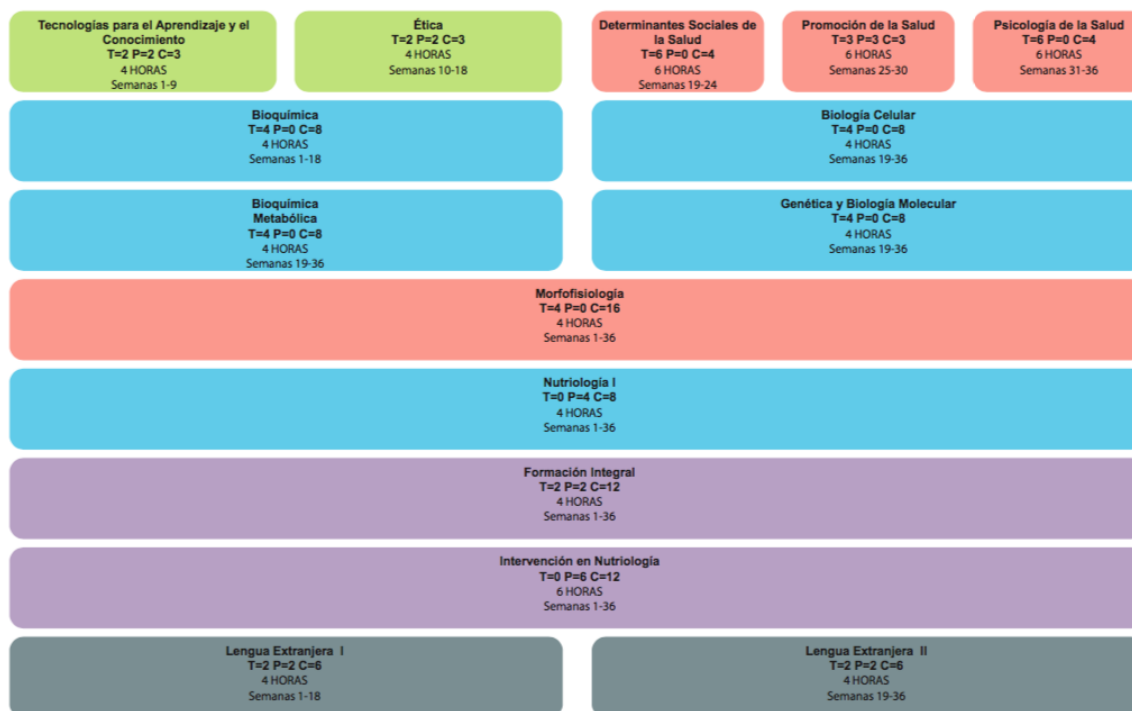 Tecnologías para el Aprendizaje y el
Conocimiento
T=2 P=2 C=3
4 HORAS
Semanas 1-9
Ética
T=2 P=2 C=3
4 HORAS
Semanas 10-18
Determinantes Sociales de
la Salud
T=6 P=0 C=4
6 HORAS
Semanas 19-24
Promoción de la Salud
T=3 P=3 C=3
6 HORAS
Semanas 25-30
Psicología de la Salud
T=6 P=0 C=4
6 HORAS
Semanas 31-36
Bioquímica
T=4 P=0 C=8
4 HORAS
Semanas 1-18
Biología Celular
T=4 P=0 C=8
4 HORAS
Semanas 19-36
Bioquímica
Metabólica
T=4 P=0 C=8
4 HORAS
Semanas 19-36
Genética y Biología Molecular
T=4 P=0 C=8
4 HORAS
Semanas 19-36
Morfofisiología
T=4 P=0 C=16
4 HORAS
Semanas 1-36
Nutriología I
T=0 P=4 C=8
4 HORAS
Semanas 1-36
Formación Integral
T=2 P=2 C=12
4 HORAS
Semanas 1-36
Intervención en Nutriología
T=0 P=6 C=12
6 HORAS
Semanas 1-36
Lengua Extranjera I
T=2 P=2 C=6
4 HORAS
Semanas 1-18
Lengua Extranjera II
T=2 P=2 C=6
4 HORAS
Semanas 19-36